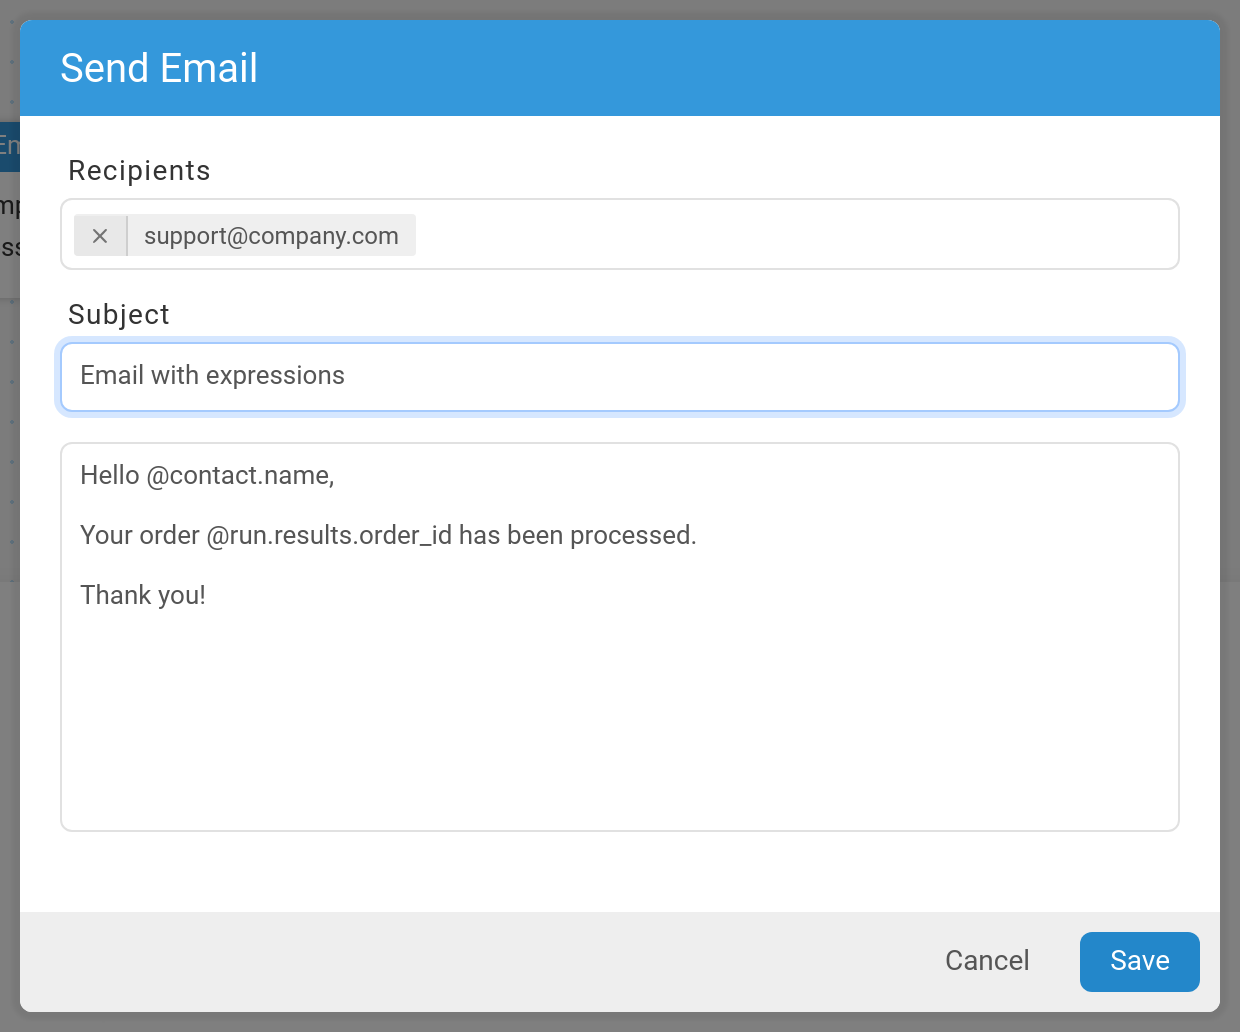 Send Email
Recipients
support@company.com
Subject
Email with expressions
Hello @contact.name,
Your order @run.results.order_id has been processed.
Thank you!
Cancel
Save